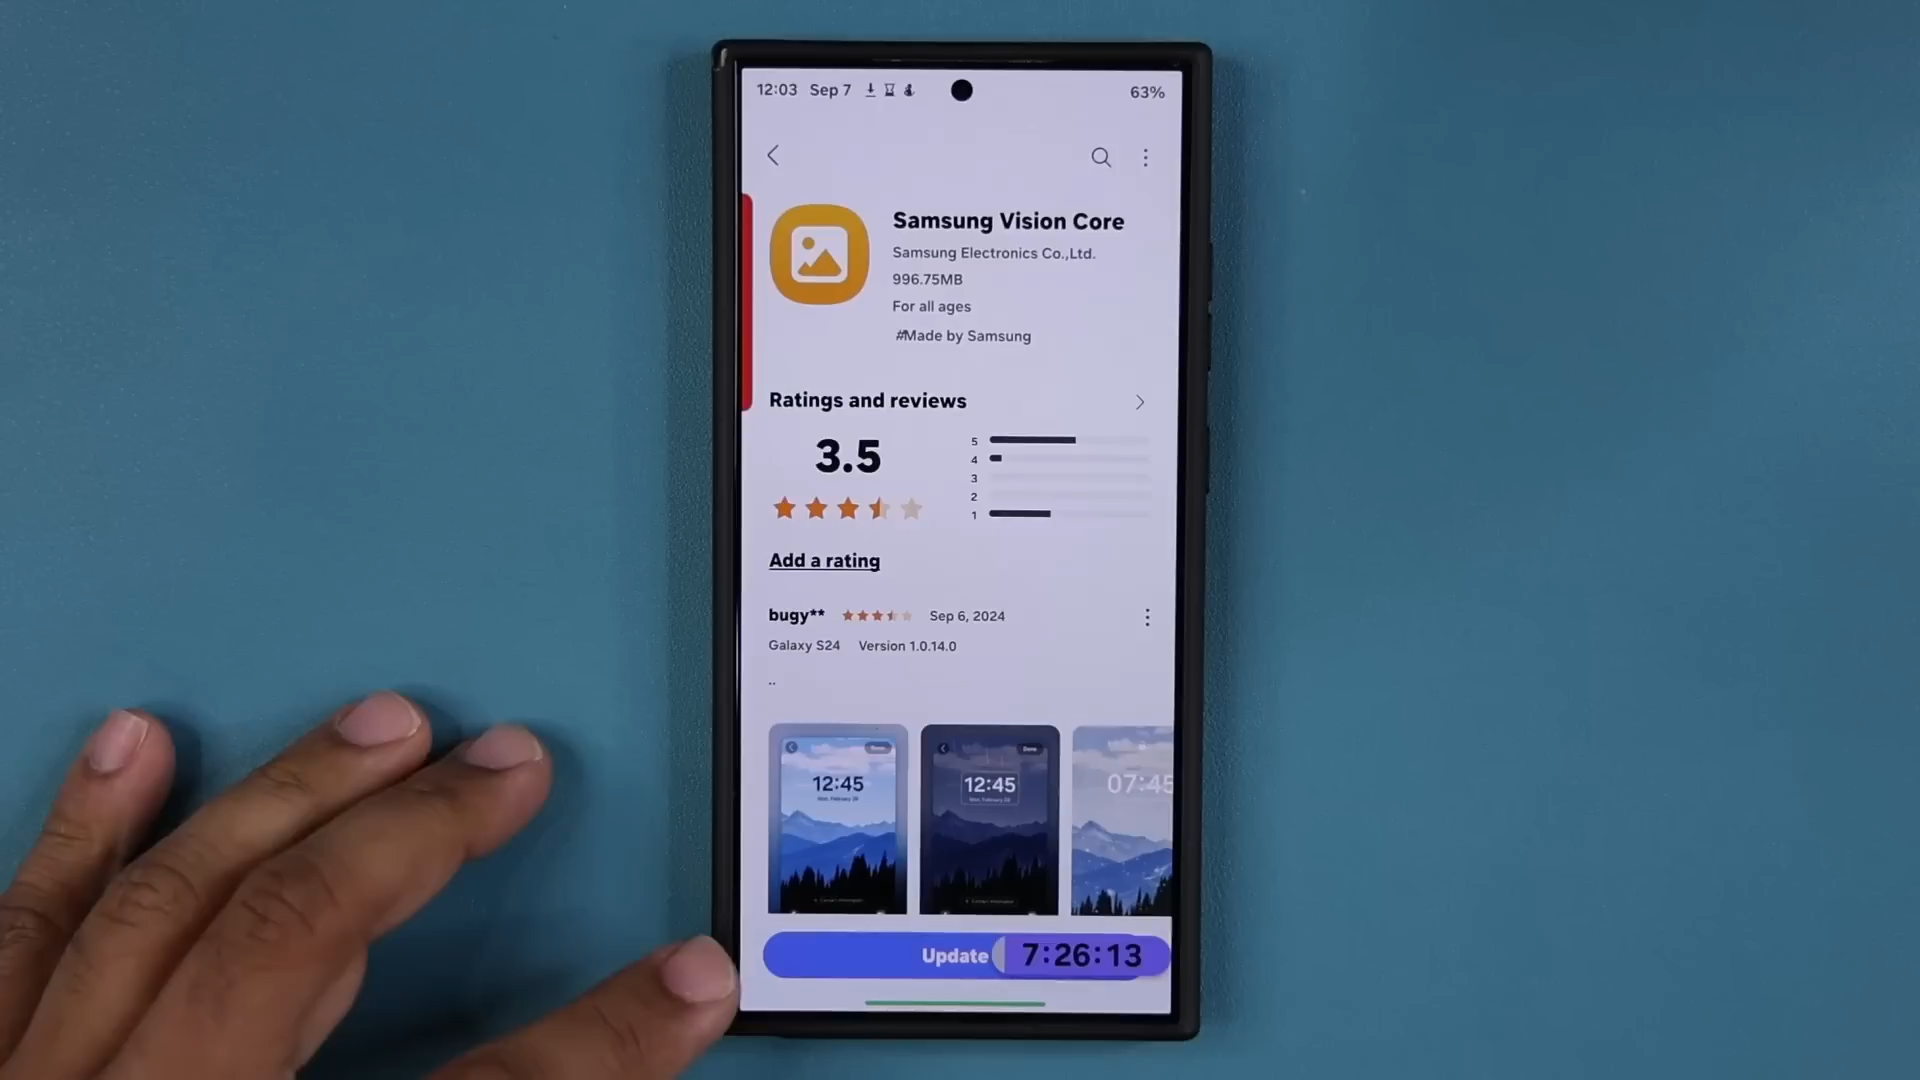 12:03 Sep 7
63%
Samsung Vision Core
Samsung Electronics Co.,Ltd.
996.75MB
For all ages
#Made by Samsung
Ratings and reviews
3.5
5
4
3
2
1
Add a rating
bugy** Sep 6, 2024
Galaxy S24 Version 1.0.14.0
..
Done
12:45
Done
12:45
07:45
Update 7:26:13